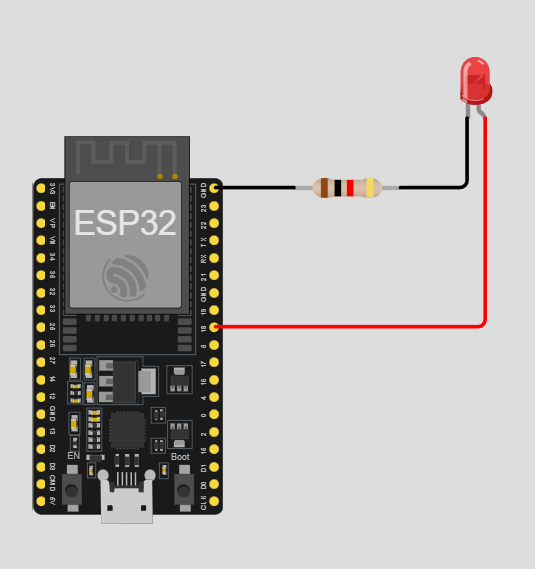 ESP32
3V3
EN
VP
VN
34
35
32
33
25
26
27
14
12
GND
13
D2
D3
CMD
5V
GND
23
22
TX
RX
21
GND
19
18
5
17
16
4
0
2
15
D1
D0
CLK
EN
Boot